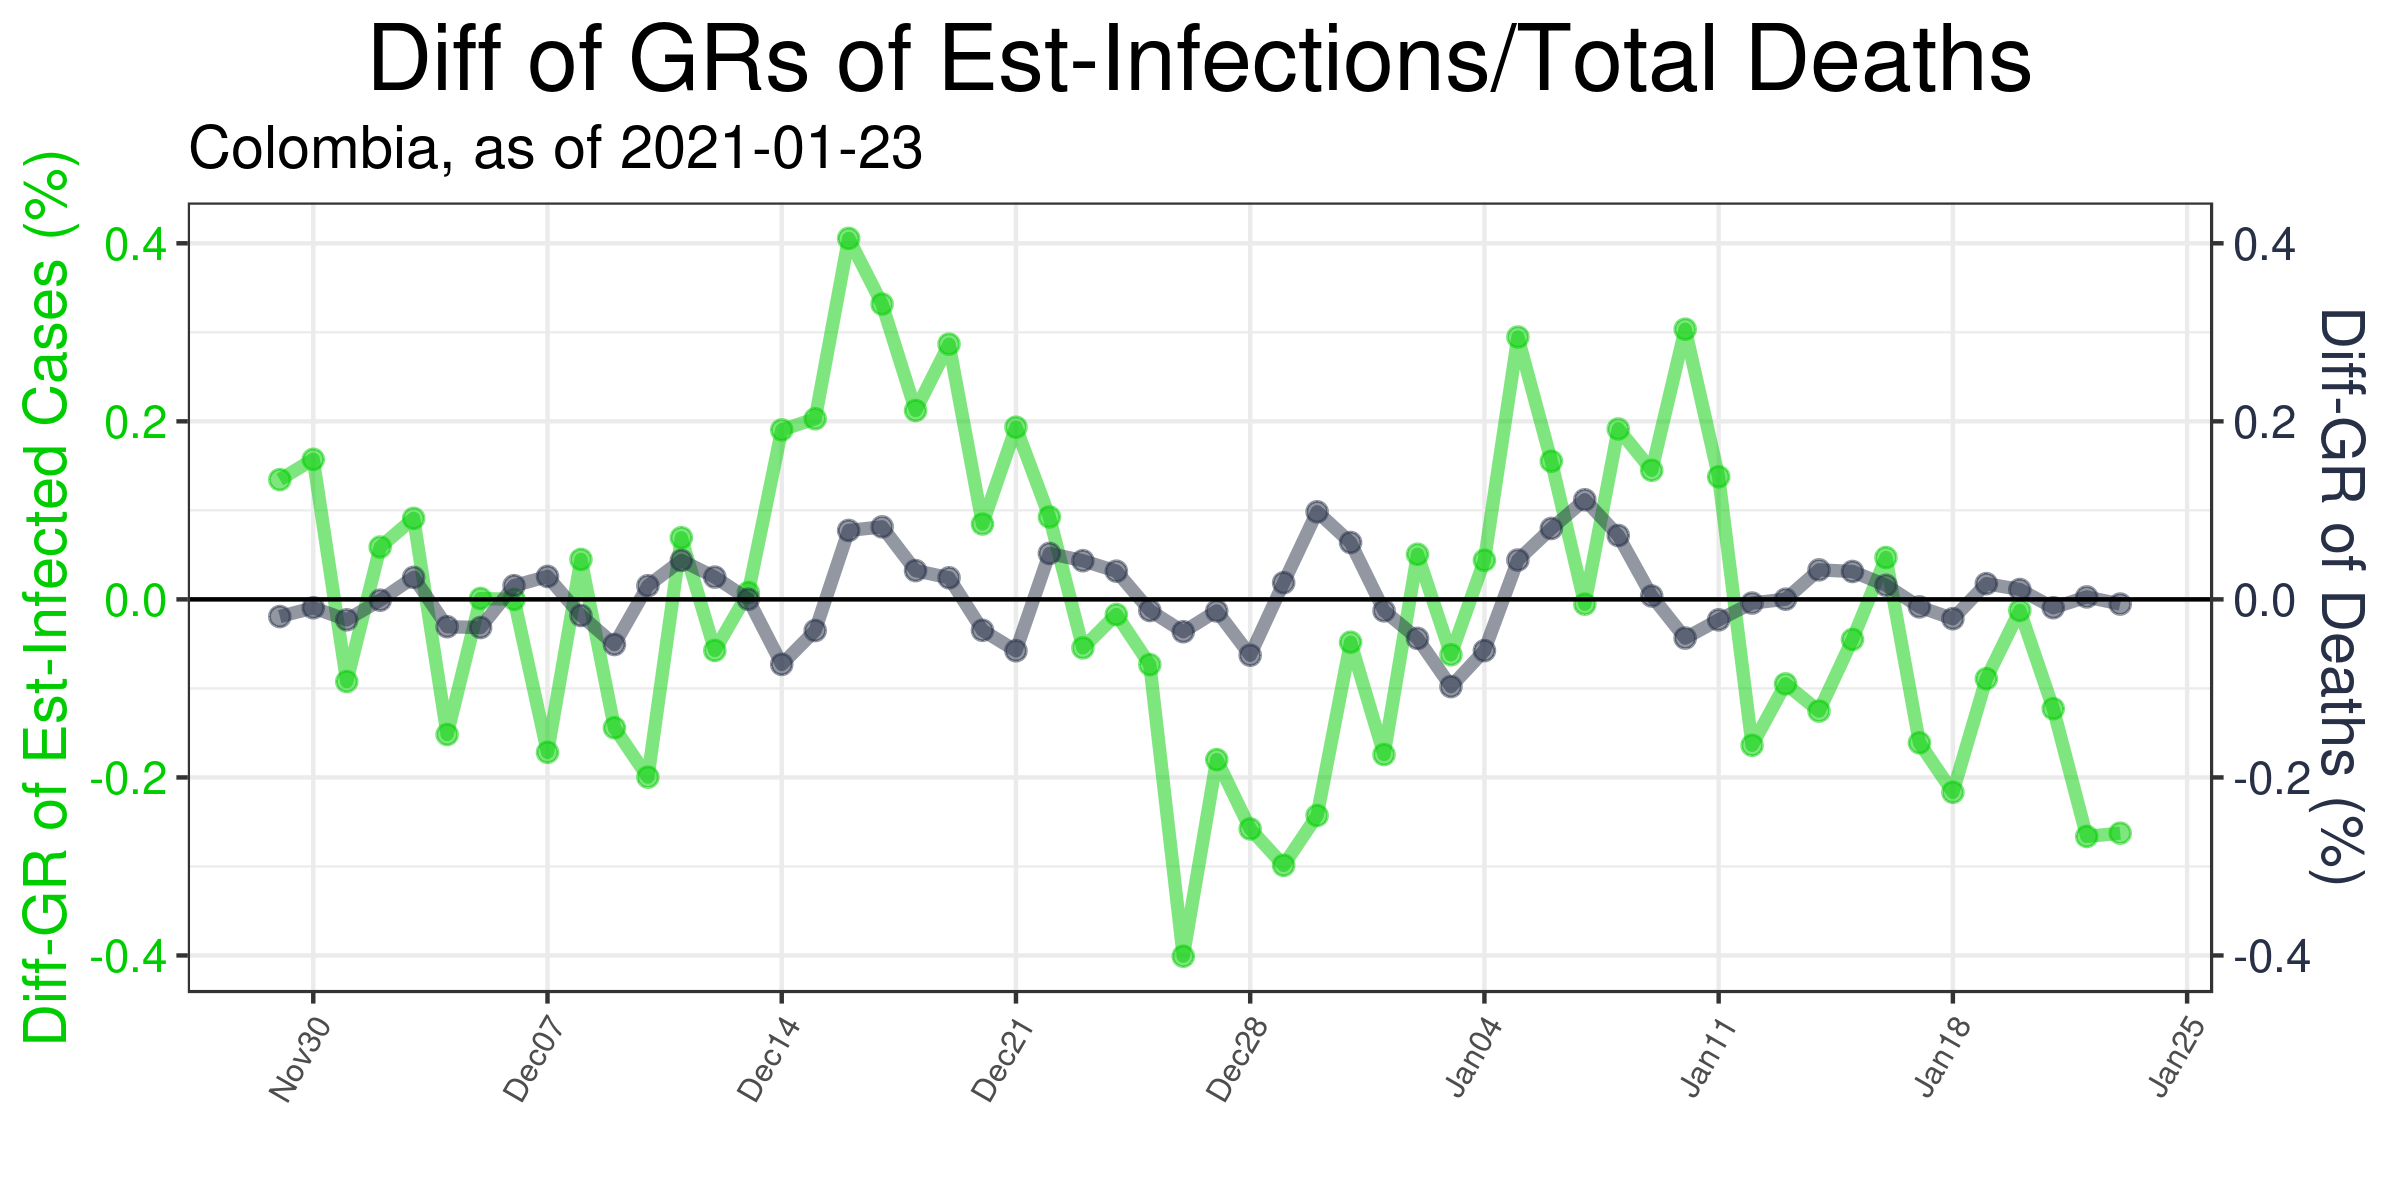 Diff of GRs of Est-Infections/Total Deaths
Colombia, as of 2021-01-23
Diff-GR of Est-Infected Cases (%)
0.4
0.2
0.0
-0.2
-0.4
0.4
0.2
0.0
-0.2
-0.4
Diff-GR of Deaths (%)
Nov30
Dec07
Dec14
Dec21
Dec28
Jan04
Jan11
Jan18
Jan25